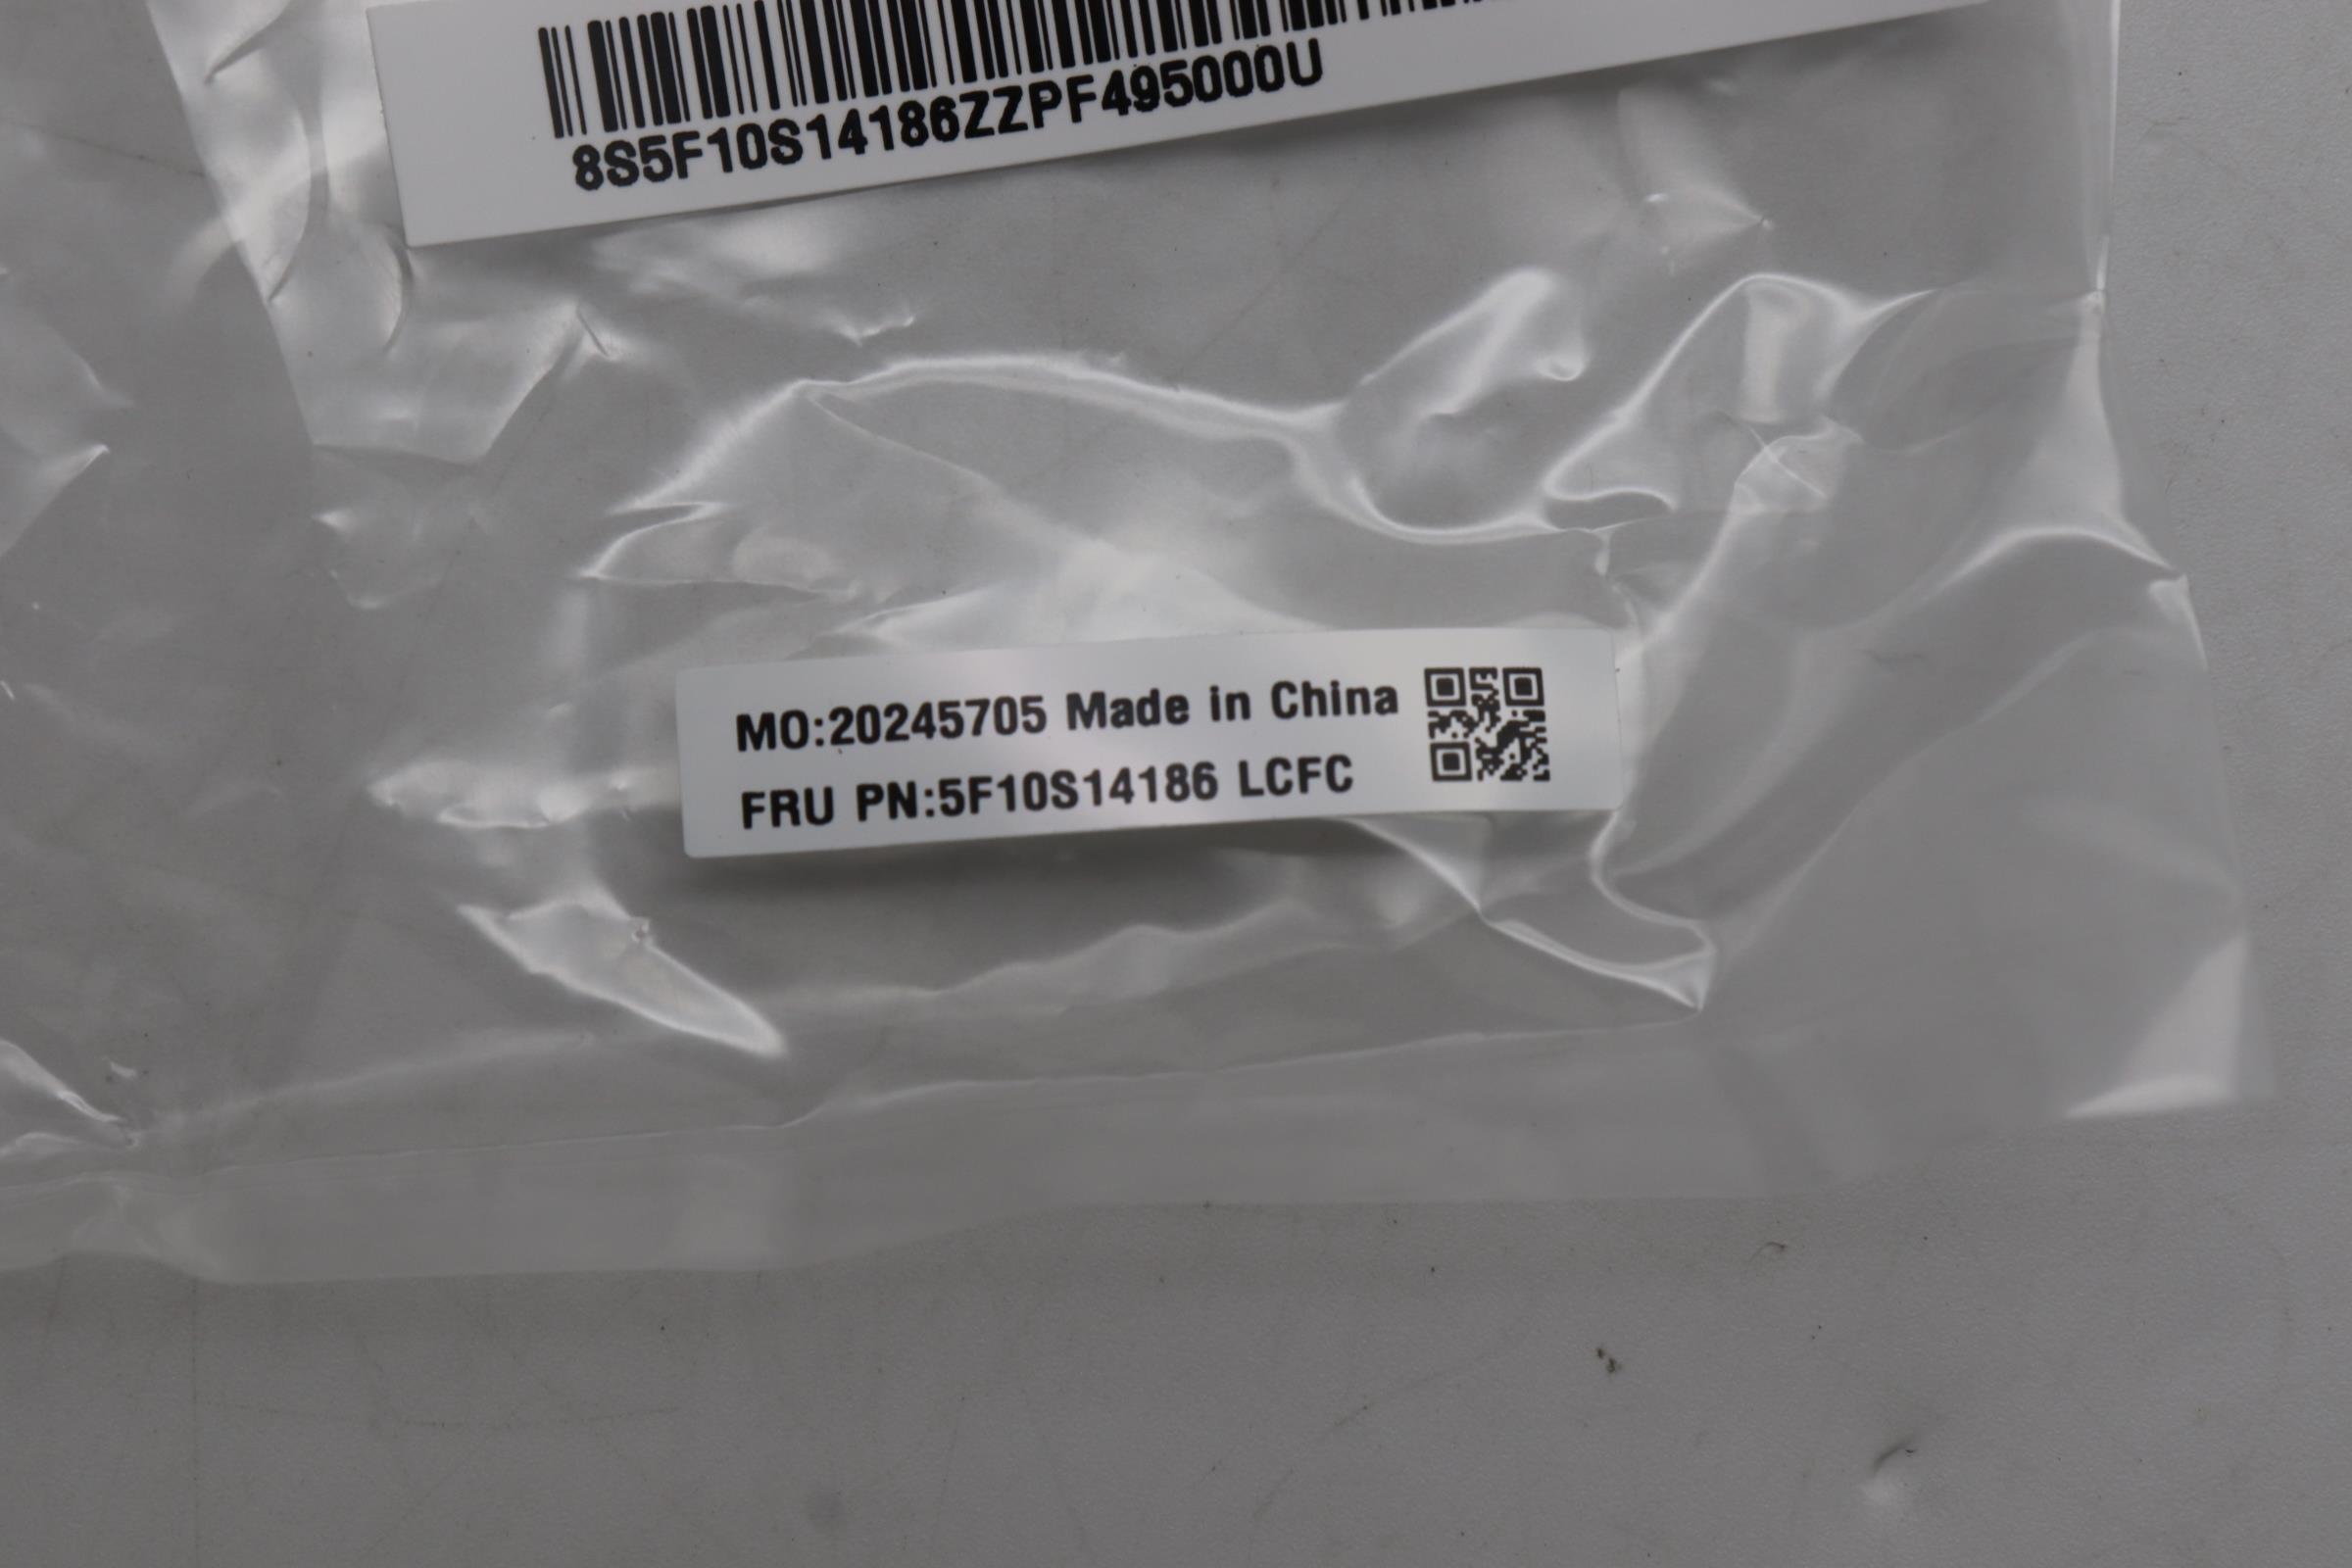 8S5F10S14186ZZPF495000U
MO:20245705 Made in China
FRU PN:5F10S14186 LCFC